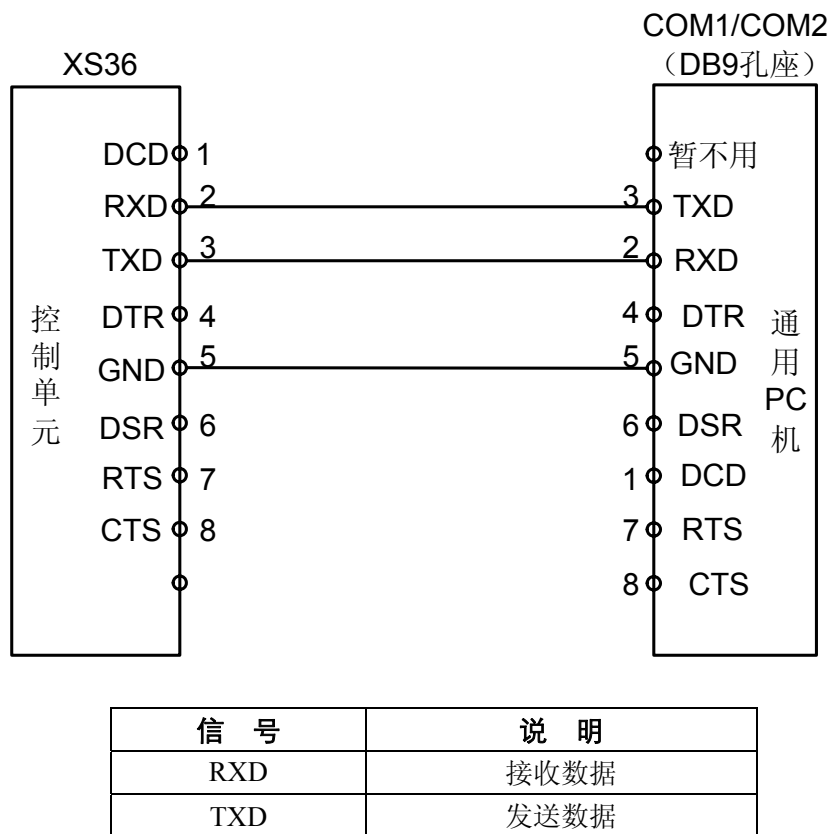 COM1/COM2
XS36
（DB9孔座）
DCD 1
暂不用
RXD 2
3 TXD
TXD 3
2 RXD
DTR 4
4 DTR
GND 5
5 GND
DSR 6
6 DSR
RTS 7
1 DCD
CTS 8
7 RTS
8 CTS
控制单元
通用PC机
信 号 说 明
RXD 接收数据
TXD 发送数据